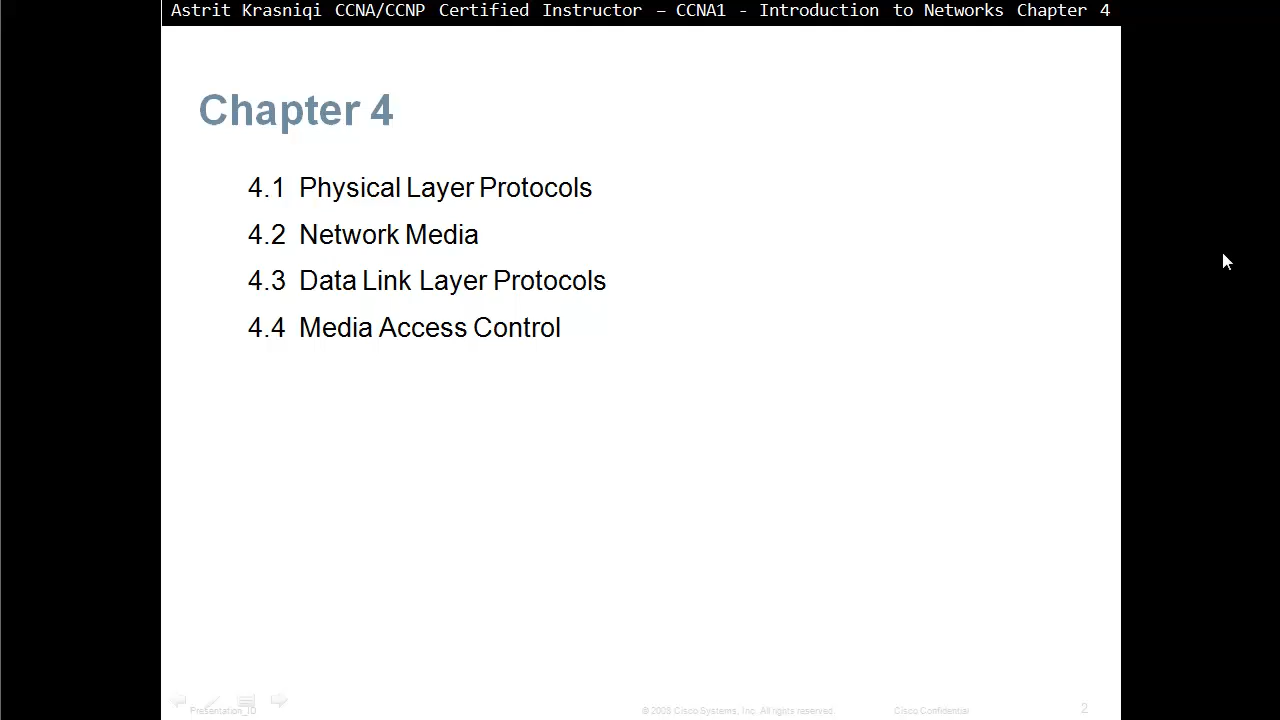 Astrit Krasniqi CCNA/CCNP Certified Instructor – CCNA1 - Introduction to Networks Chapter 4
Chapter 4
4.1 Physical Layer Protocols
4.2 Network Media
4.3 Data Link Layer Protocols
4.4 Media Access Control
Presentation_ID
© 2008 Cisco Systems, Inc. All rights reserved.
Cisco Confidential
2